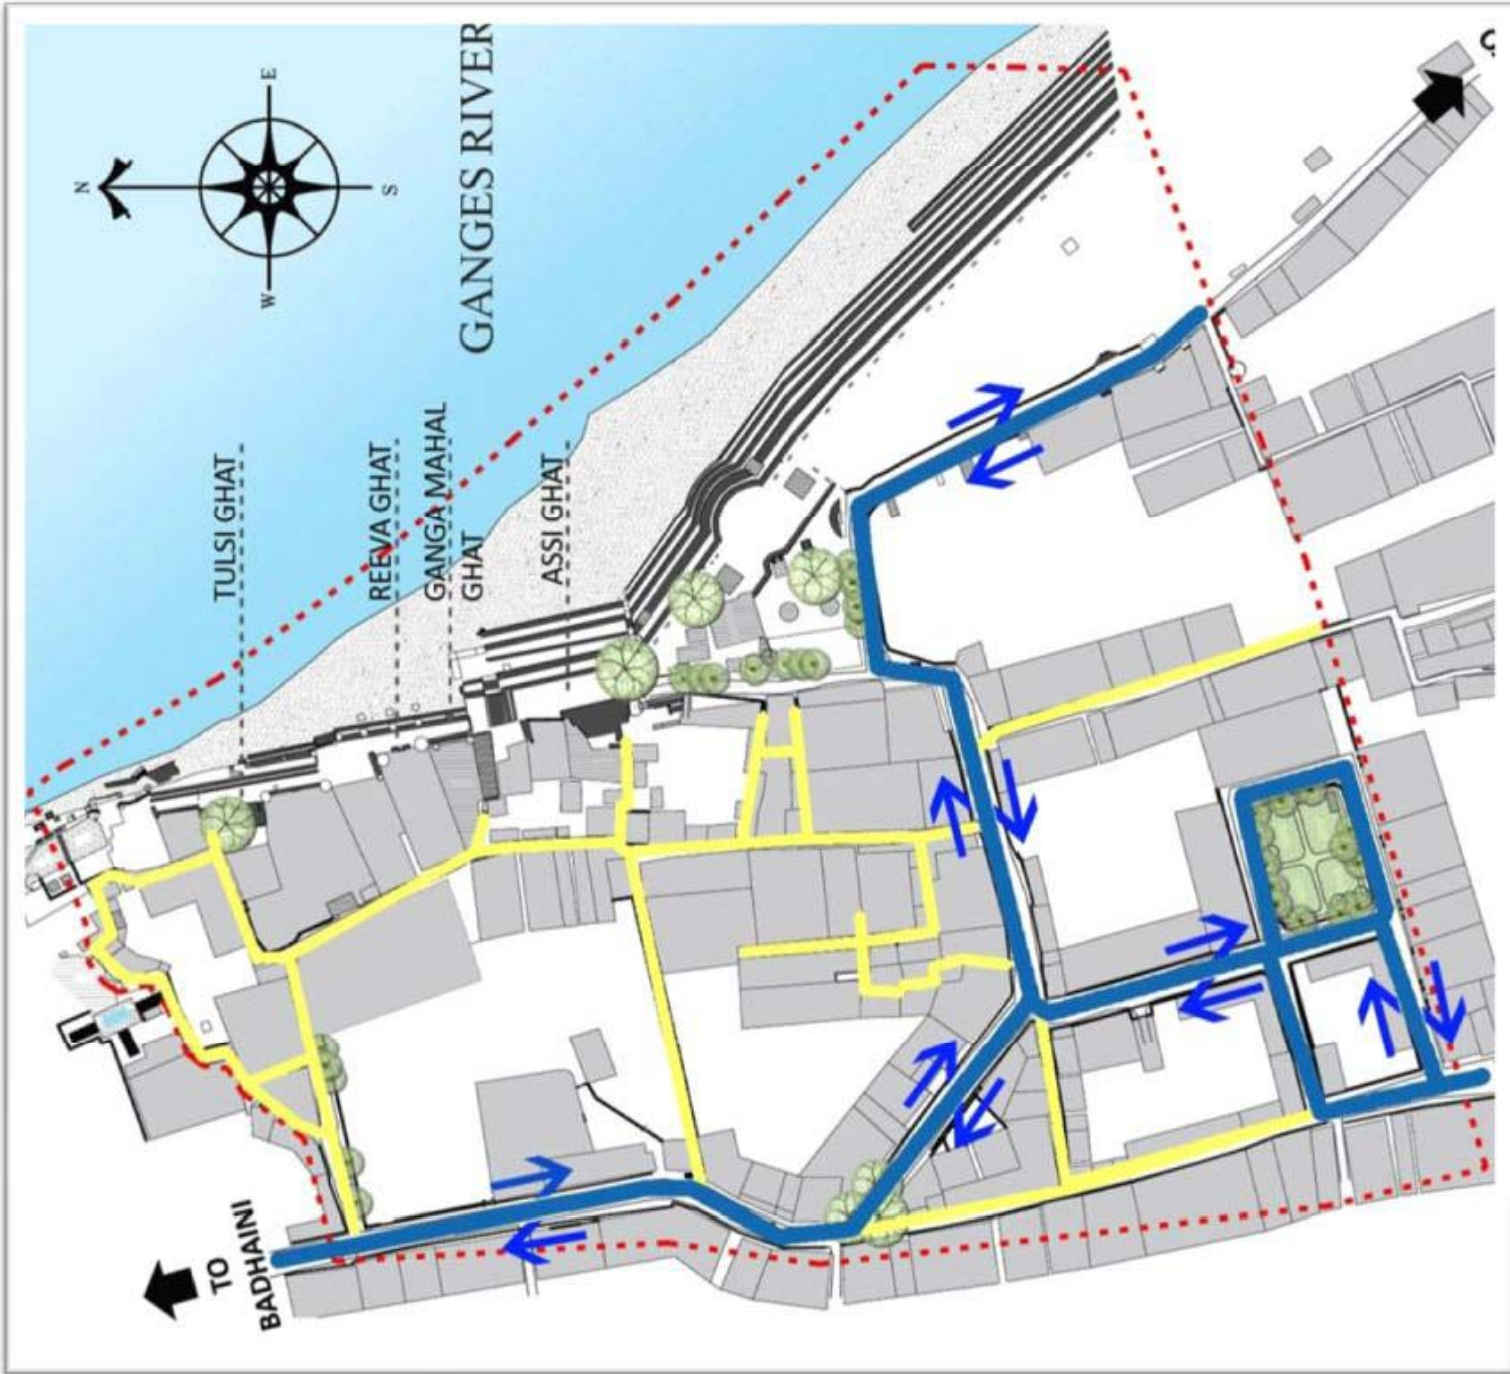 N
E
S
W
GANGES RIVER
TULSI GHAT
REEVA GHAT
GANGA MAHAL
GHAT
ASSI GHAT
TO
BADHAINI